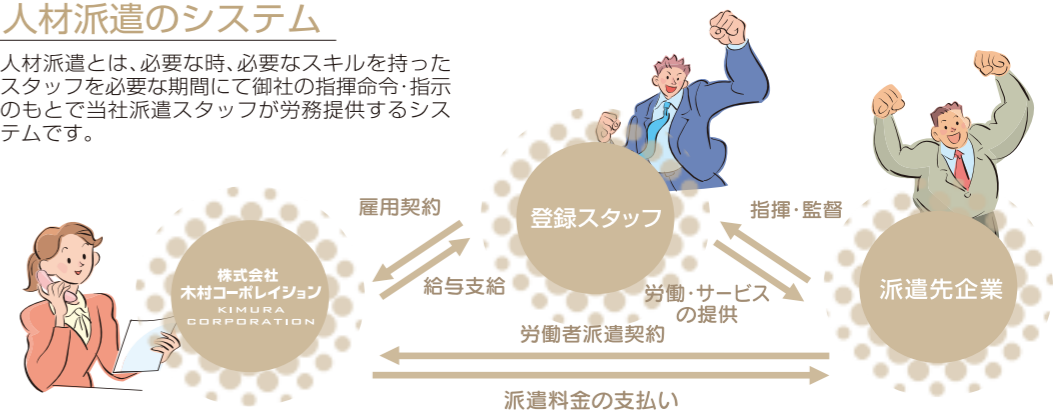 人材派遣のシステム
人材派遣とは、必要な時、必要なスキルを持った
スタッフを必要な期間にて御社の指揮命令・指示
のもとで当社派遣スタッフが労務提供するシス
テムです。
雇用契約
給与支給
登録スタッフ
指揮・監督
労働・サービス
の提供
株式会社
木村コーポレイション
KIMURA
CORPORATION
派遣先企業
労働者派遣契約
派遣料金の支払い